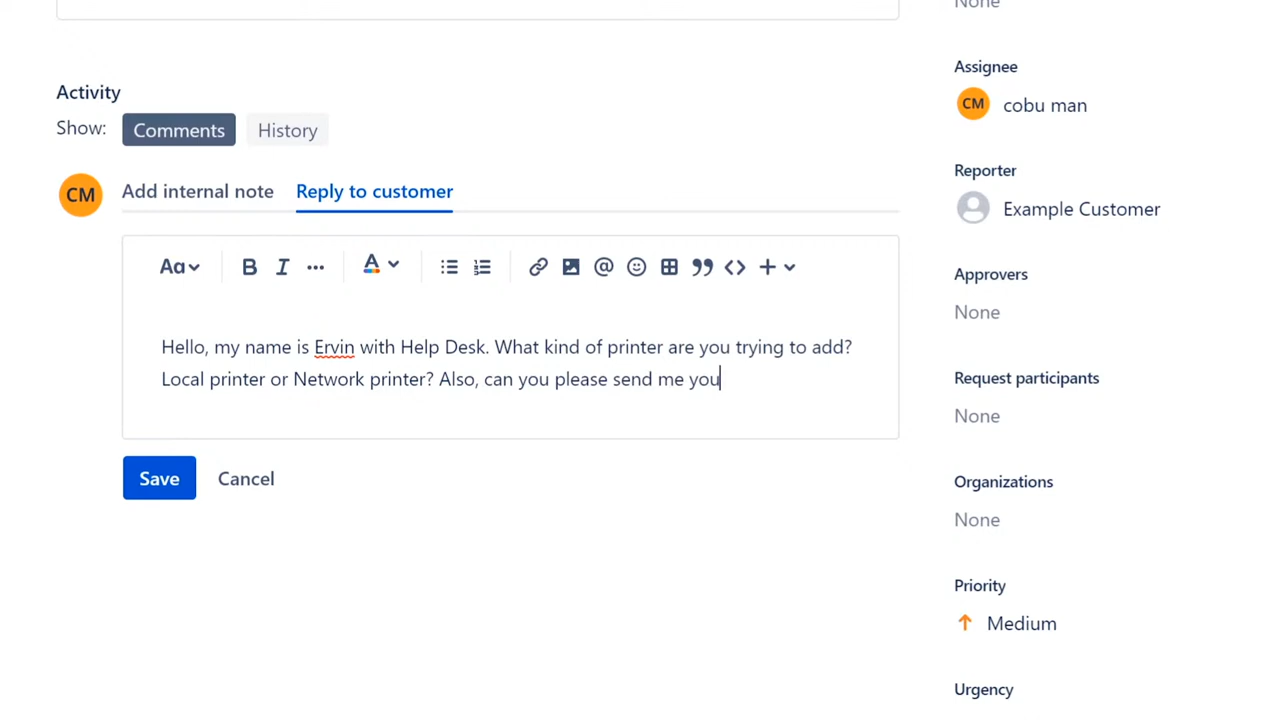 None
Assignee
CM cobu man
Activity
Show: Comments History
Reporter
Example Customer
CM Add internal note Reply to customer
Aa B I ... A @ + 
Hello, my name is Ervin with Help Desk. What kind of printer are you trying to add?
Local printer or Network printer? Also, can you please send me you
Save Cancel
Approvers
None
Request participants
None
Organizations
None
Priority
Medium
Urgency